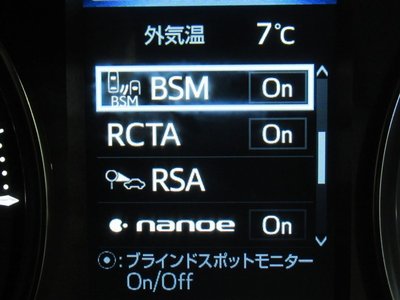 外気温 7℃
BSM BSM On
RCTA On
RSA
nanoe On
:ブラインドスポットモニター
On/Off